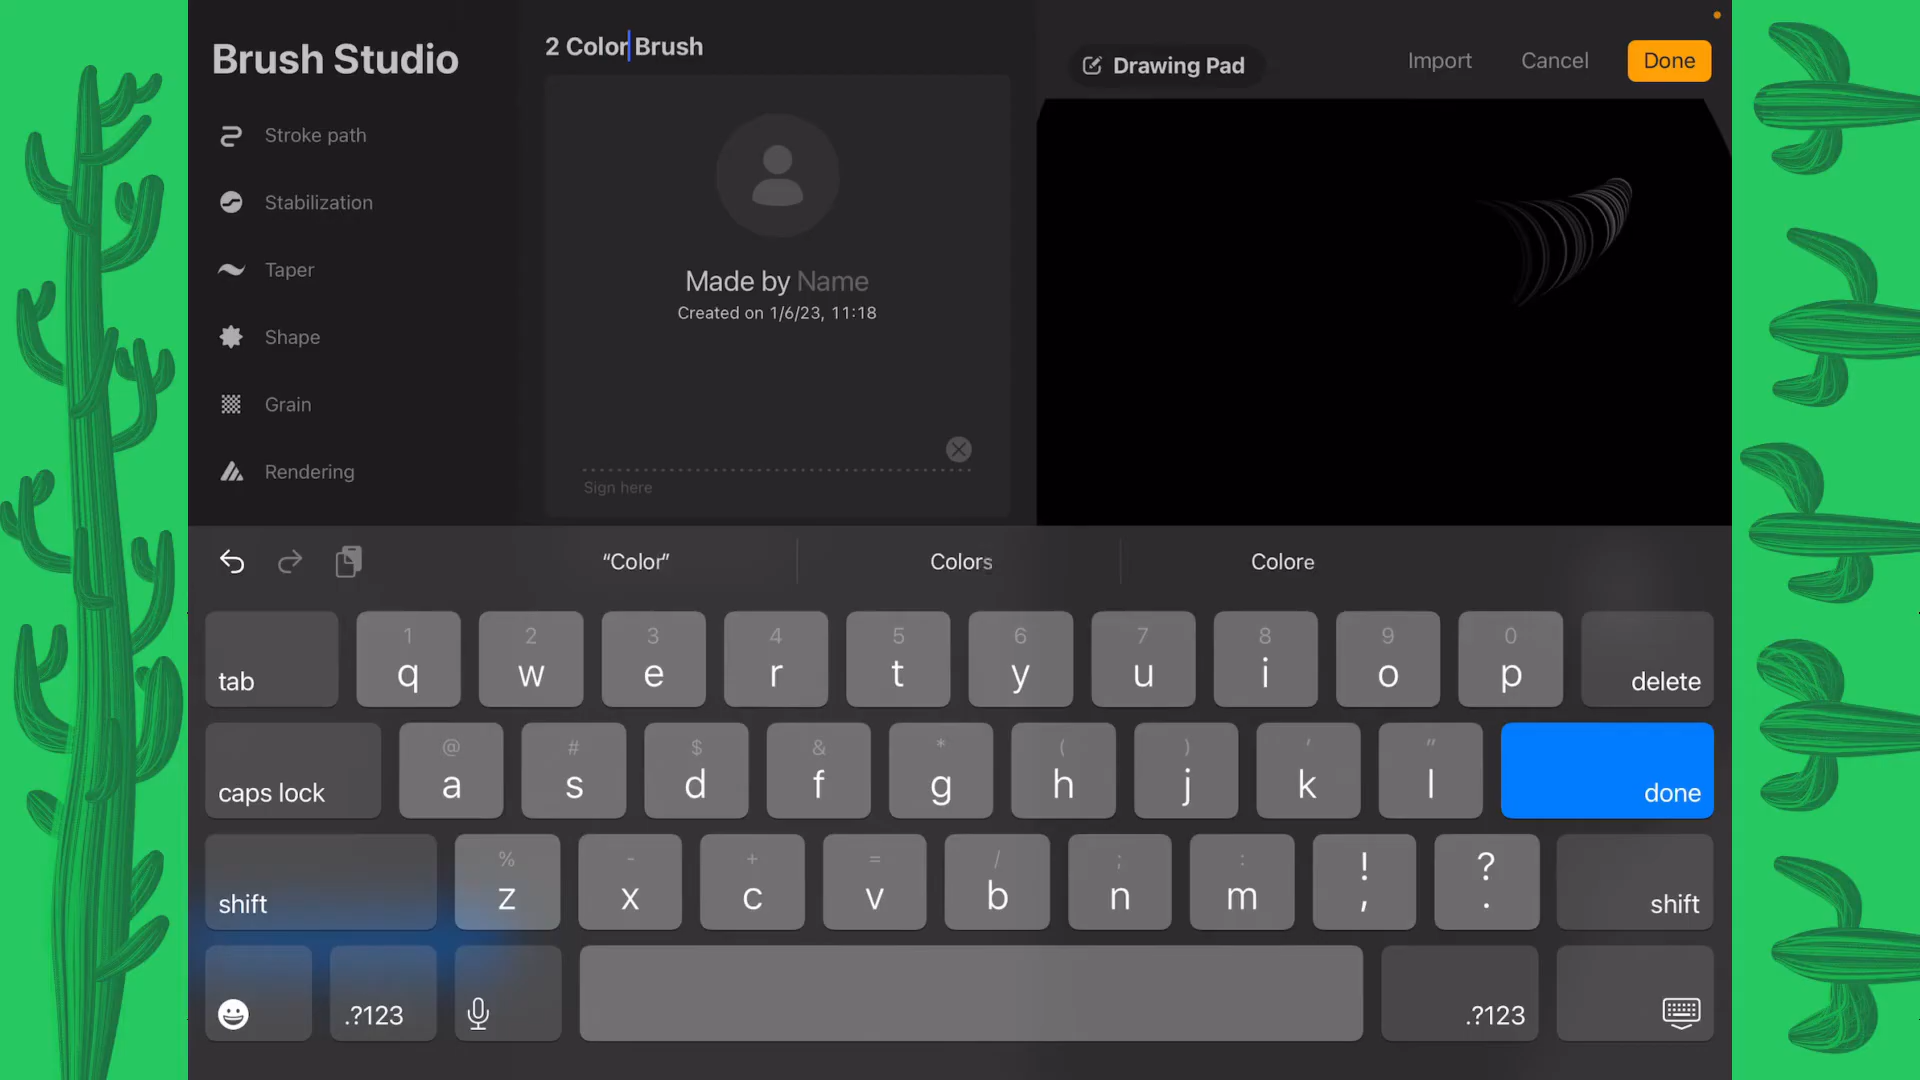 Brush Studio
2 Color Brush
Drawing Pad
Import
Cancel
Done
Stroke path
Stabilization
Taper
Shape
Grain
Rendering
Made by Name
Created on 1/6/23, 11:18
Sign here
“Color”
Colors
Colore
1 2 3 4 5 6 7 8 9 0
tab q w e r t y u i o p delete
@ # $ & * ( ) ' "
caps lock a s d f g h j k l done
% - + = / ; : ! ?
shift z x c v b n m , . shift
.?123
.?123